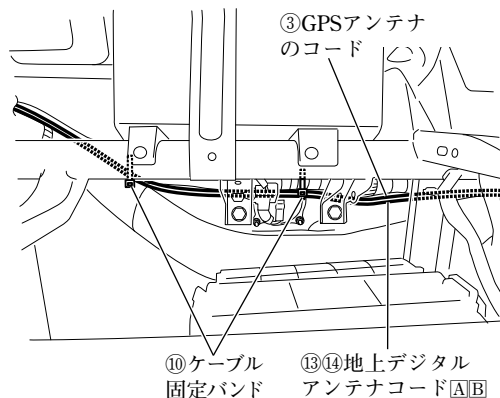 ③GPSアンテナ
のコード
⑩ケーブル
固定バンド
⑬⑭地上デジタル
アンテナコード🄰🄱